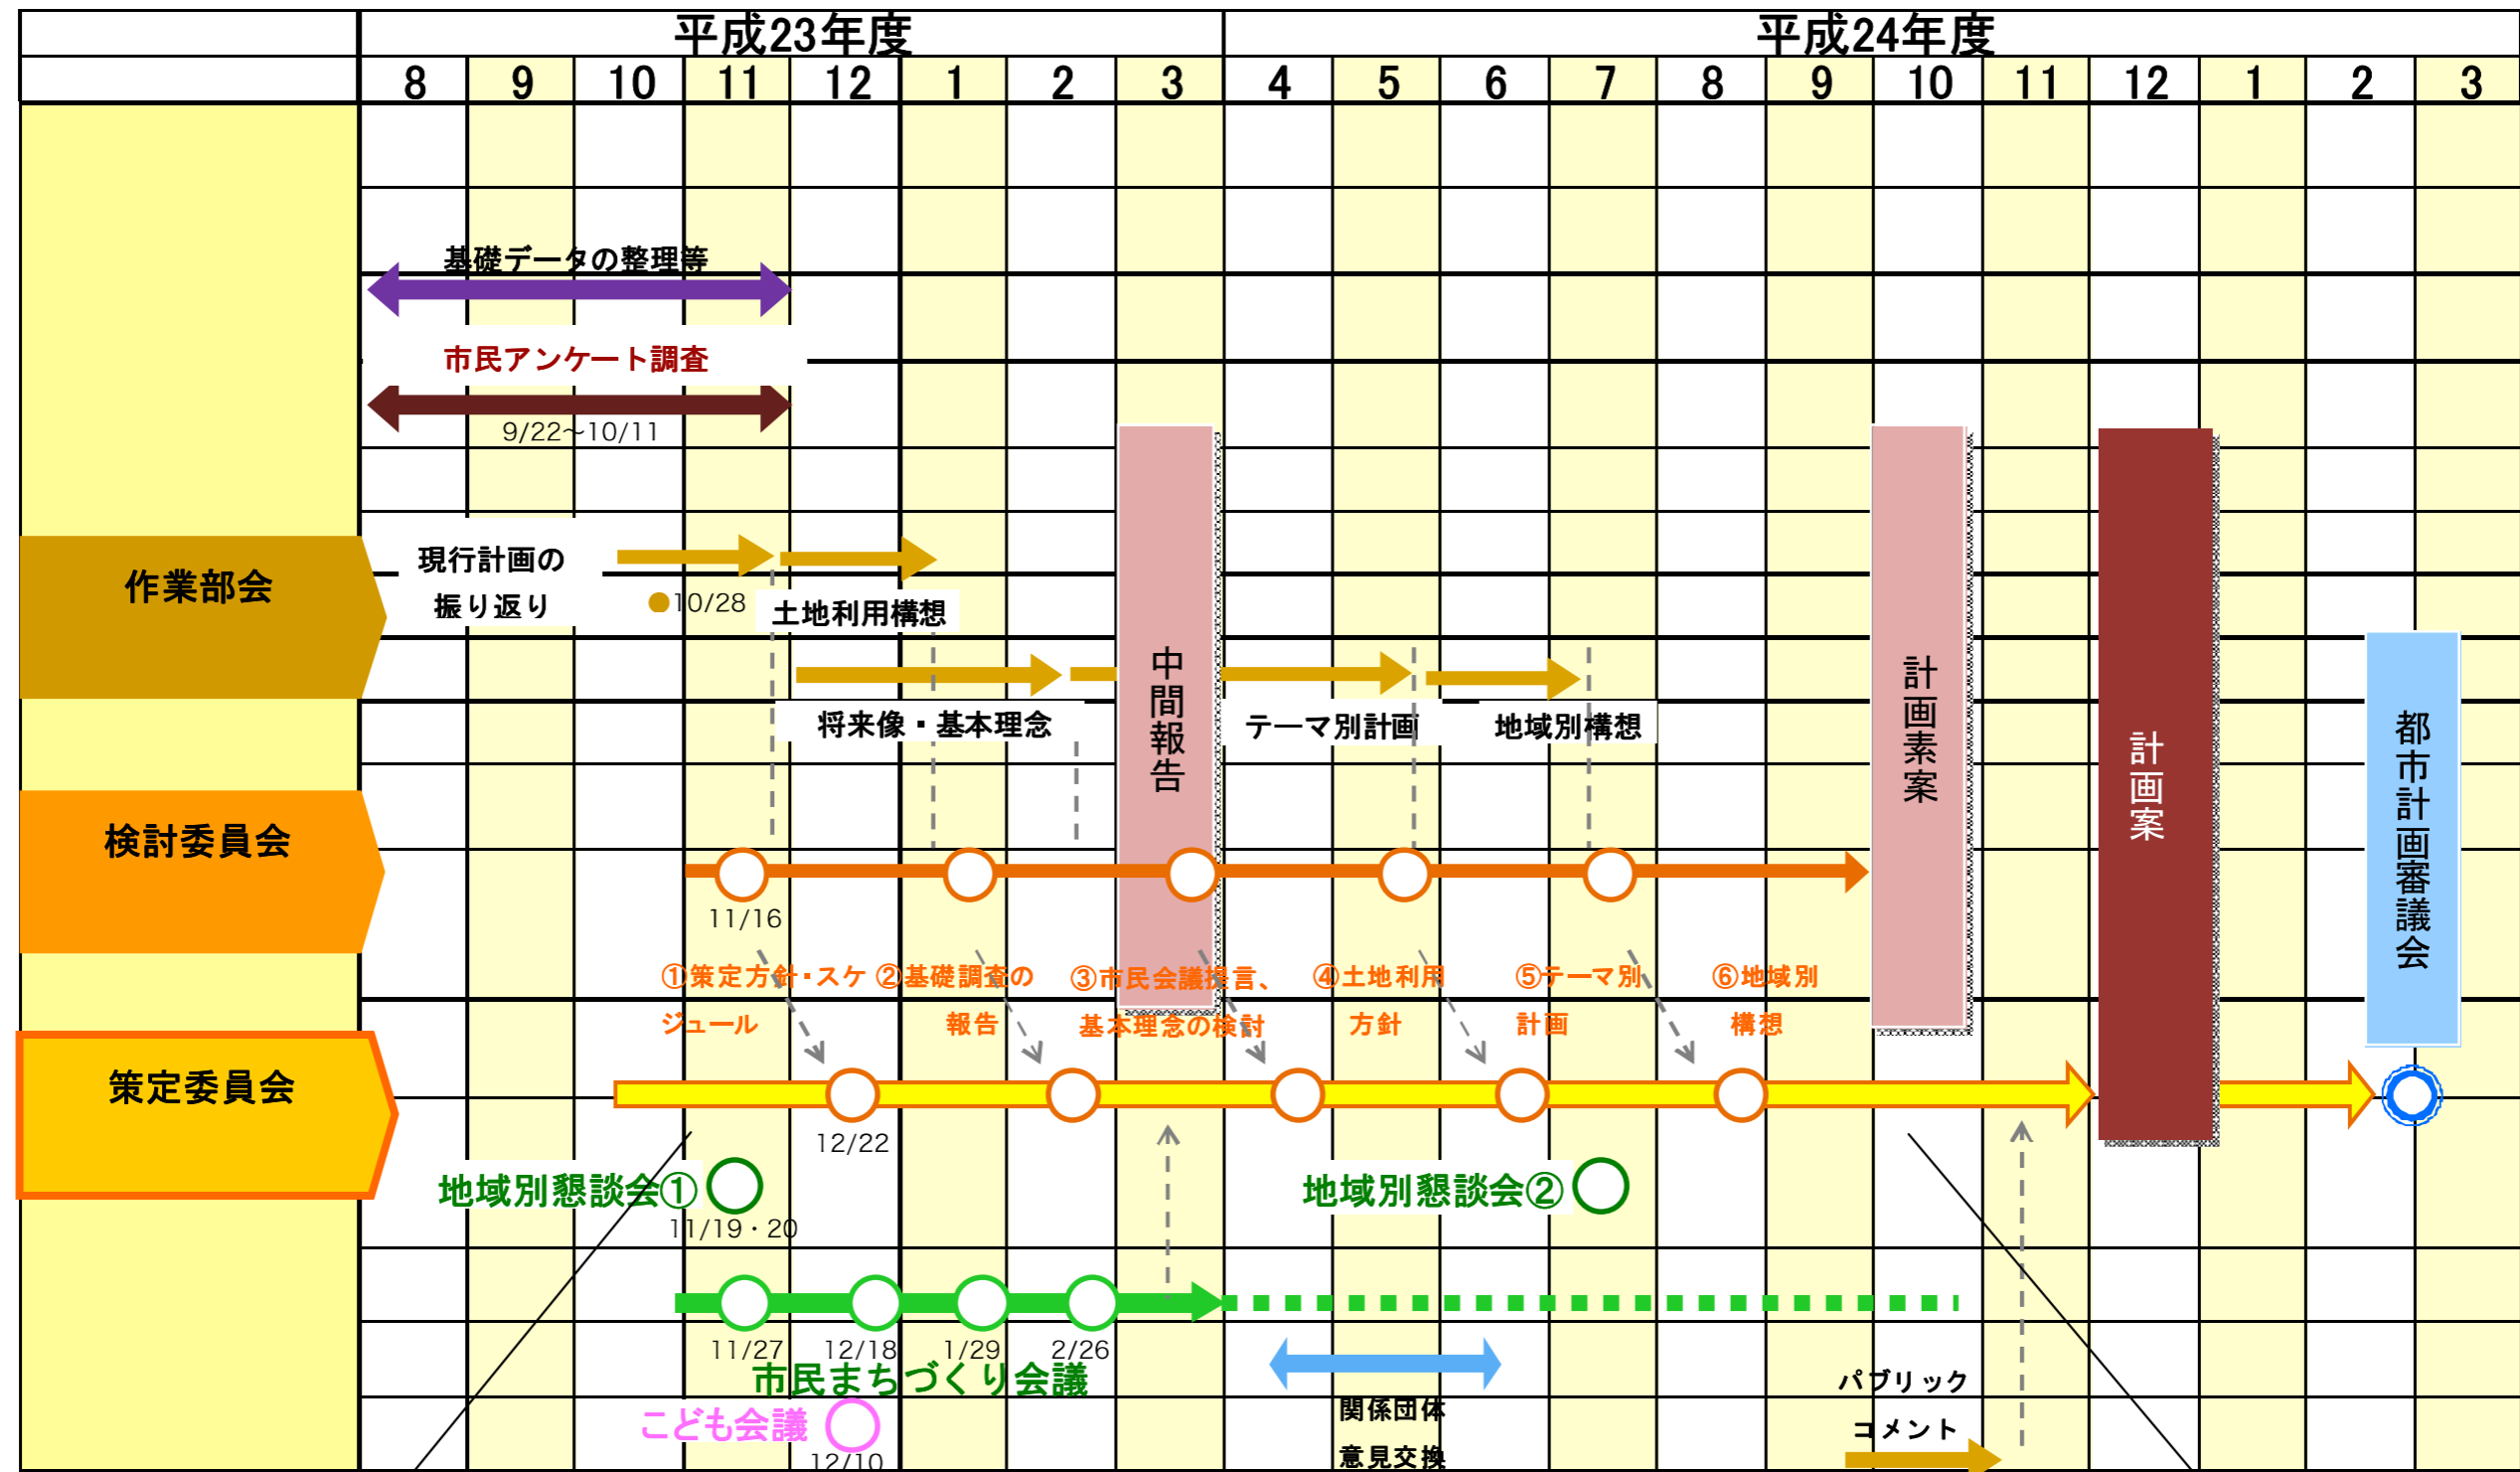 平成23年度 平成24年度
8 9 10 11 12 1 2 3 4 5 6 7 8 9 10 11 12 1 2 3
基礎データの整理等
市民アンケート調査
9/22～10/11
作業部会
現行計画の
振り返り
●10/28
土地利用構想
将来像・基本理念
テーマ別計画
地域別構想
中間報告
計画素案
計画案
都市計画審議会
検討委員会
11/16
①策定方針・スケ
ジュール
②基礎調査の
報告
③市民会議提言、
基本理念の検討
④土地利用
方針
⑤テーマ別
計画
⑥地域別
構想
策定委員会
12/22
地域別懇談会①
11/19・20
地域別懇談会②
11/27 12/18 1/29 2/26
市民まちづくり会議
こども会議
12/10
関係団体
意見交換
パブリック
コメント